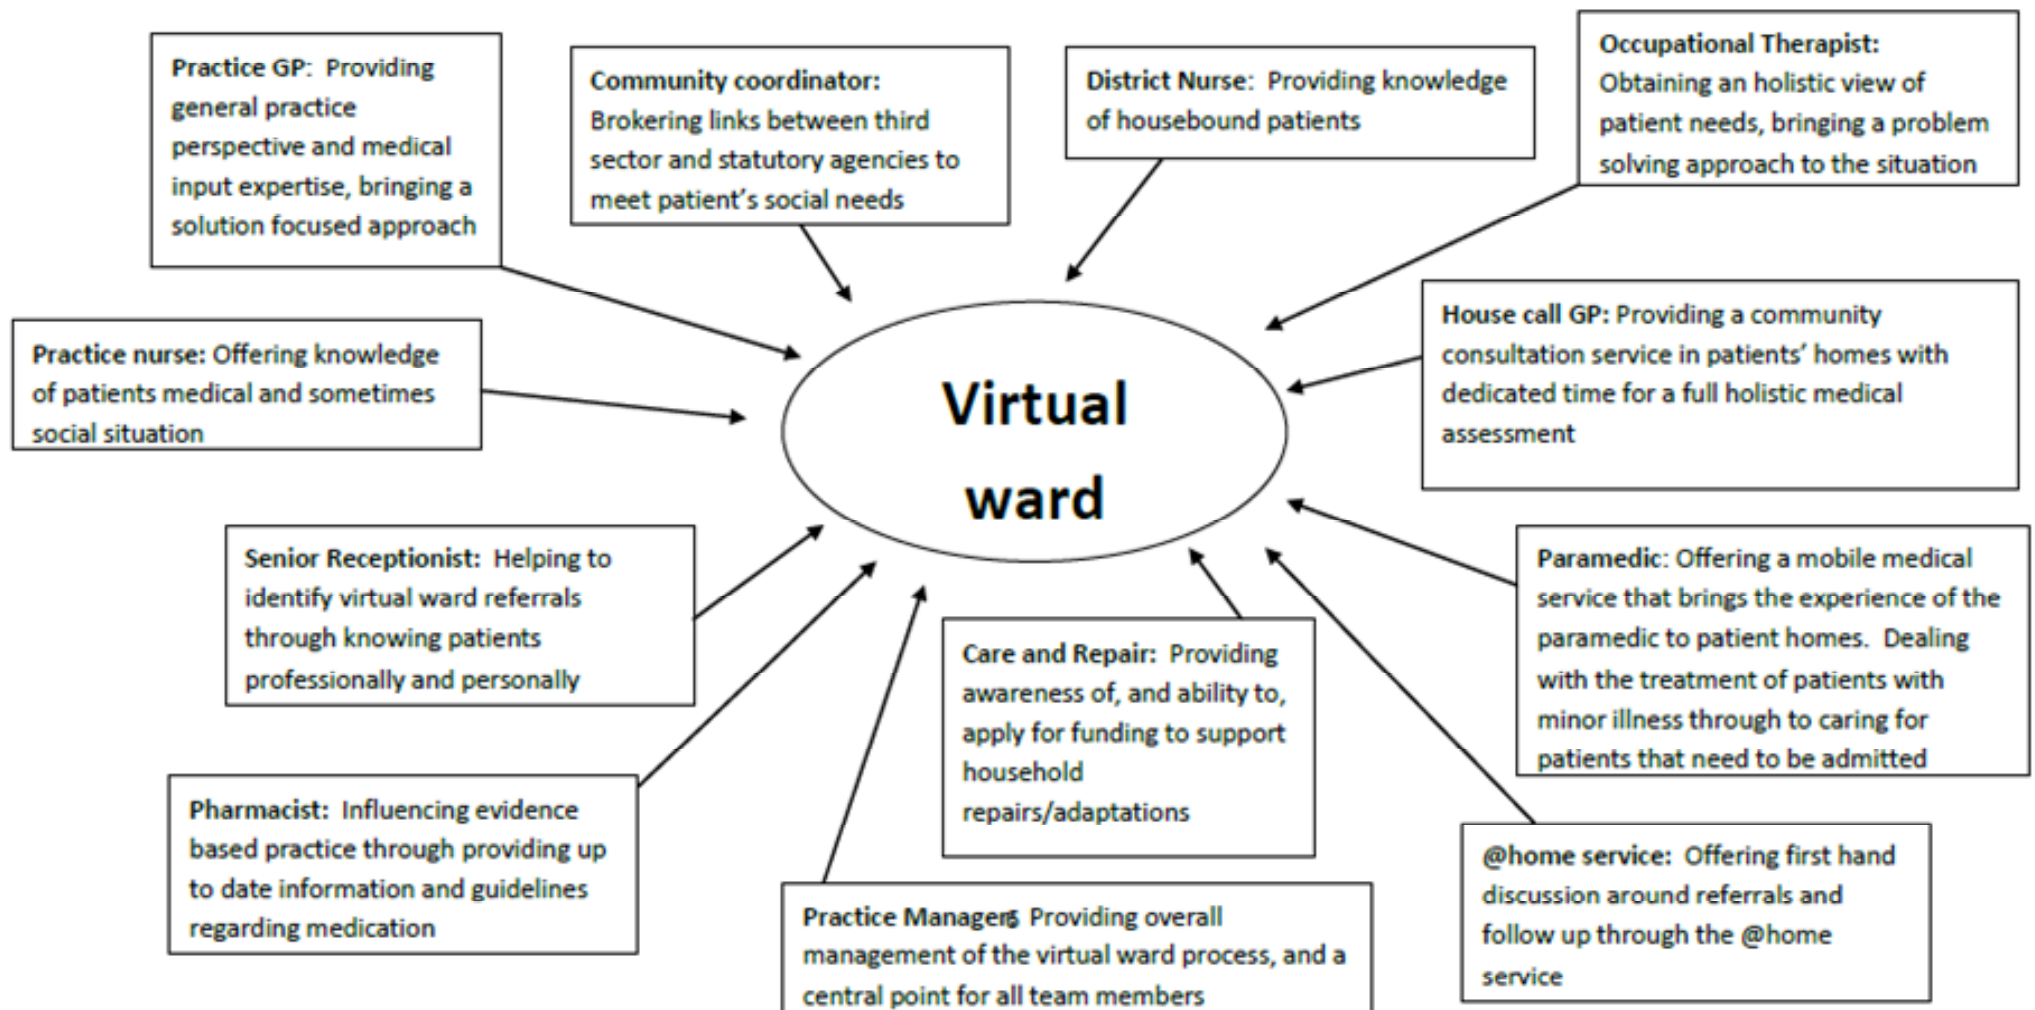 Practice GP:  Providing
general practice
perspective and medical
input expertise, bringing a
solution focused approach
Community coordinator:
Brokering links between third
sector and statutory agencies to
meet patient's social needs
District Nurse:  Providing knowledge
of housebound patients
Occupational Therapist:
Obtaining an holistic view of
patient needs, bringing a problem
solving approach to the situation
Practice nurse: Offering knowledge
of patients medical and sometimes
social situation
Virtual
ward
House call GP: Providing a community
consultation service in patients' homes with
dedicated time for a full holistic medical
assessment
Senior Receptionist:  Helping to
identify virtual ward referrals
through knowing patients
professionally and personally
Care and Repair:  Providing
awareness of, and ability to,
apply for funding to support
household
repairs/adaptations
Paramedic: Offering a mobile medical
service that brings the experience of the
paramedic to patient homes.  Dealing
with the treatment of patients with
minor illness through to caring for
patients that need to be admitted
Pharmacist:  Influencing evidence
based practice through providing up
to date information and guidelines
regarding medication
Practice Managers Providing overall
management of the virtual ward process, and a
central point for all team members
@home service:  Offering first hand
discussion around referrals and
follow up through the @home
service